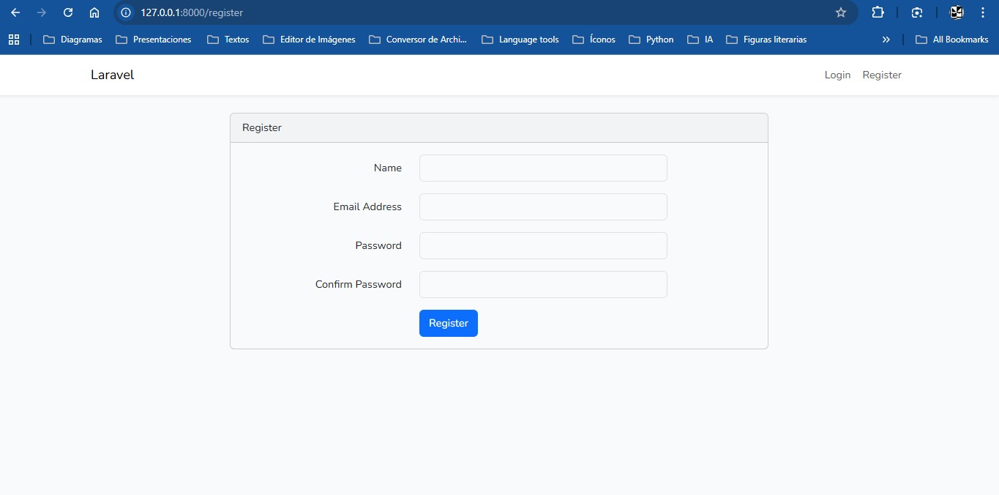 127.0.0.1:8000/register
Diagramas Presentaciones Textos Editor de Imágenes Conversor de Archi... Language tools Íconos Python IA Figuras literarias » All Bookmarks
Laravel Login Register
Register
Name
Email Address
Password
Confirm Password
Register